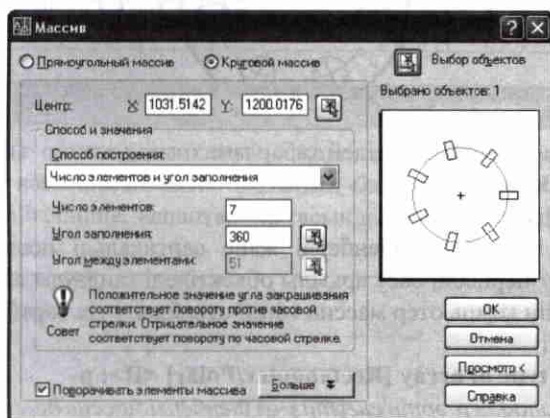 Массив
Прямоугольный массив
Круговой массив
Выбор объектов
Выбрано объектов: 1
Центр: X: 1031.5142 Y: 1200.0176
Способ и значения
Способ построения:
Число элементов и угол заполнения
Число элементов: 7
Угол заполнения: 360
Угол между элементами: 51
Совет
Положительное значение угла закрашивания
соответствует повороту против часовой
стрелки. Отрицательное значение
соответствует повороту по часовой стрелке.
Поворачивать элементы массива
Больше
OK
Отмена
Просмотр <
Справка